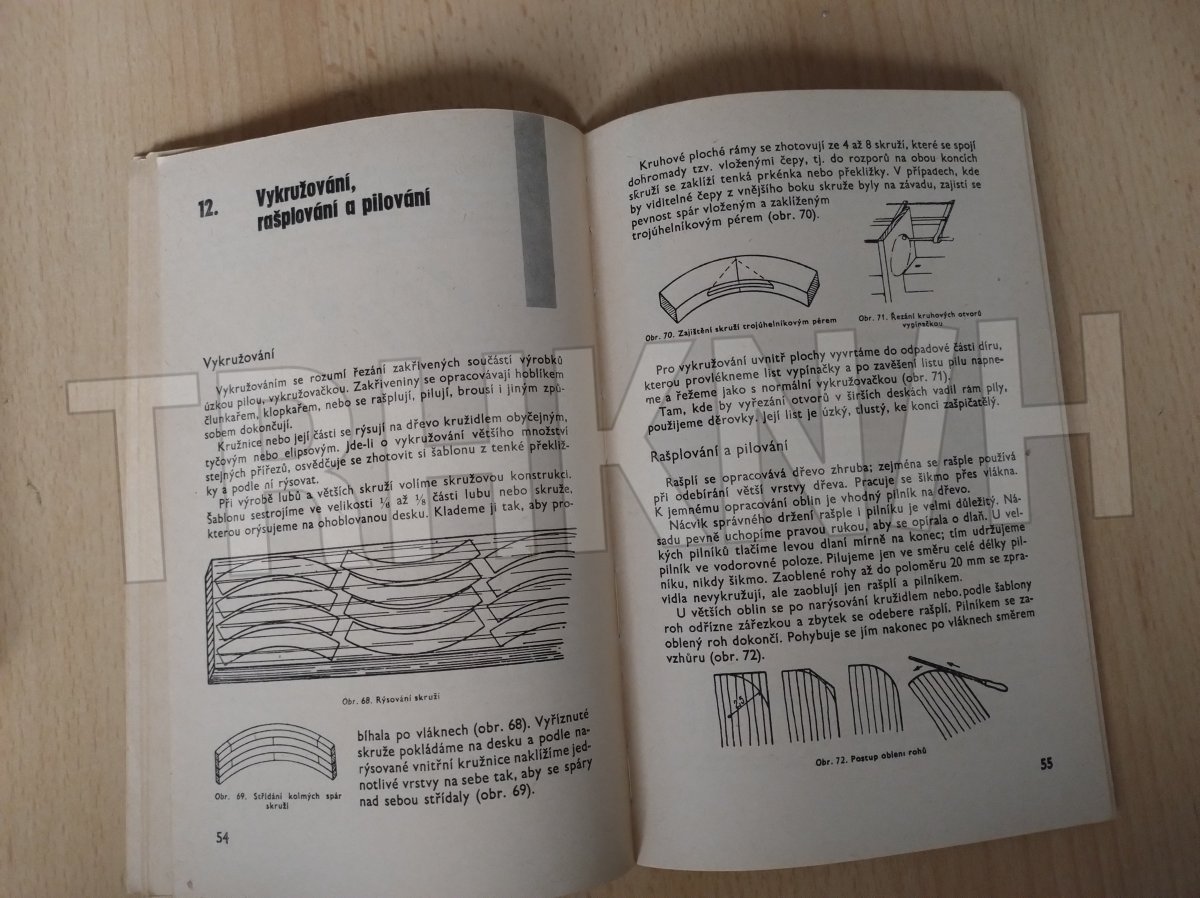 12.
Vykružování,
rašplování a pilování
Vykružování
Vykružováním se rozumí řezání zakřivených součástí výrobků
úzkou pilou, vykružovačkou. Zakřiveniny se opracovávají hoblíkem
člunkařem, klopkařem, nebo se rašplují, pilují, brousí i jiným způ-
sobem dokončují.
Kružnice nebo její části se rýsují na dřevo kružidlem obyčejným,
tyčovým nebo elipsovým. Jde-li o vykružování většího množství
stejných přířezů, osvědčuje se zhotovit si šablonu z tenké překliž-
ky a podle ní rýsovat.
Při výrobě lubů a větších skruží volíme skružovou konstrukci.
Šablonu sestrojíme ve velikosti 1/6 až 1/8 části lubu nebo skruže,
kterou orýsujeme na ohoblovanou desku. Klademe ji tak, aby pro-
Obr. 68. Rýsování skruží
bíhala po vláknech (obr. 68). Vyříznuté
skruže pokládáme na desku a podle na-
rýsované vnitřní kružnice naklížíme jed-
notlivé vrstvy na sebe tak, aby se spáry
nad sebou střídaly (obr. 69).
Obr. 69. Střídání kolmých spár
skruží
54
Kruhové ploché rámy se zhotovují ze 4 až 8 skruží, které se spojí
dohromady tzv. vloženými čepy, tj. do rozporů na obou koncích
skruží se zaklíží tenká prkénka nebo překližky. V případech, kde
by viditelné čepy z vnějšího boku skruže byly na závadu, zajistí se
pevnost spár vloženým a zaklíženým
trojúhelníkovým pérem (obr. 70).
Obr. 70. Zajištění skruží trojúhelníkovým pérem
Obr. 71. Řezání kruhových otvorů
vypínačkou
Pro vykružování uvnitř plochy vyvrtáme do odpadové části díru,
kterou provlékneme list vypínačky a po zavěšení listu pilu napne-
me a řežeme jako s normální vykružovačkou (obr. 71).
Tam, kde by vyřezání otvorů v širších deskách vadil rám pily,
použijeme děrovky. Její list je úzký, tlustý, ke konci zašpičatělý.
Rašplování a pilování
Rašplí se opracovává dřevo zhruba; zejména se rašple používá
při odebírání větší vrstvy dřeva. Pracuje se šikmo přes vlákna.
K jemnému opracování oblin je vhodný pilník na dřevo.
Nácvik správného držení rašple i pilníku je velmi důležitý. Ná-
sadu pevně uchopíme pravou rukou, aby se opírala o dlaň. U vel-
kých pilníků tlačíme levou dlaní mírně na konec; tím udržujeme
pilník ve vodorovné poloze. Pilujeme jen ve směru celé délky pil-
níku, nikdy šikmo. Zaoblené rohy až do poloměru 20 mm se zpra-
vidla nevykružují, ale zaoblují jen rašplí a pilníkem.
U větších oblin se po narýsování kružidlem nebo podle šablony
roh odřízne zářezkou a zbytek se odebere rašplí. Pilníkem se za-
oblený roh dokončí. Pohybuje se jím nakonec po vláknech směrem
vzhůru (obr. 72).
Obr. 72. Postup oblení rohů
55